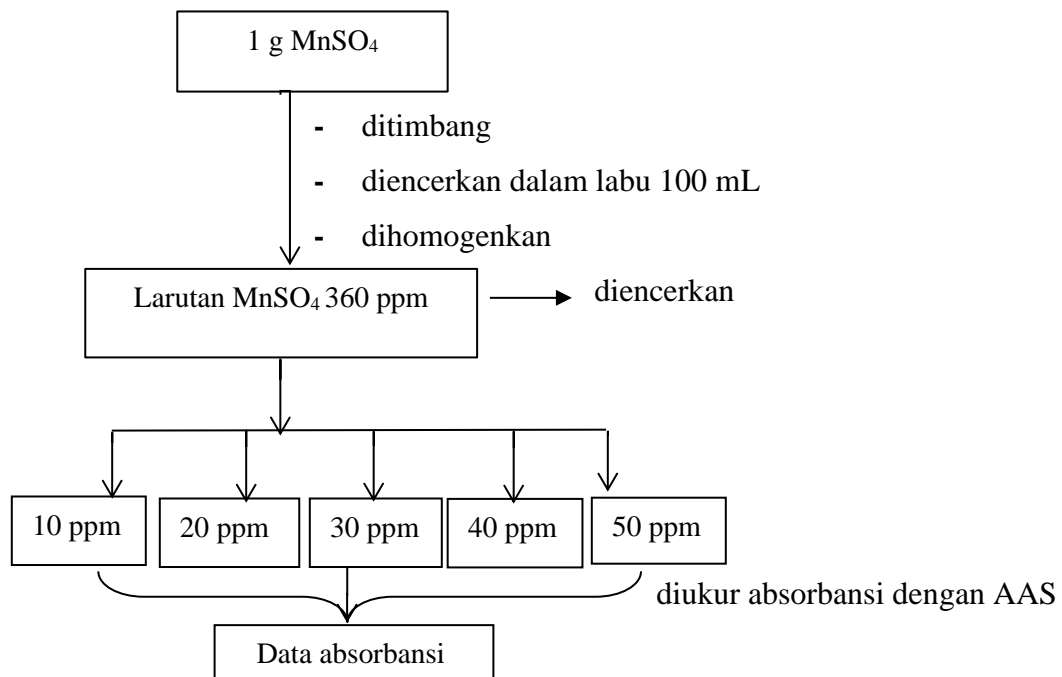 1 g MnSO₄
- ditimbang
- diencerkan dalam labu 100 mL
- dihomogenkan
Larutan MnSO₄ 360 ppm
diencerkan
10 ppm
20 ppm
30 ppm
40 ppm
50 ppm
diukur absorbansi dengan AAS
Data absorbansi